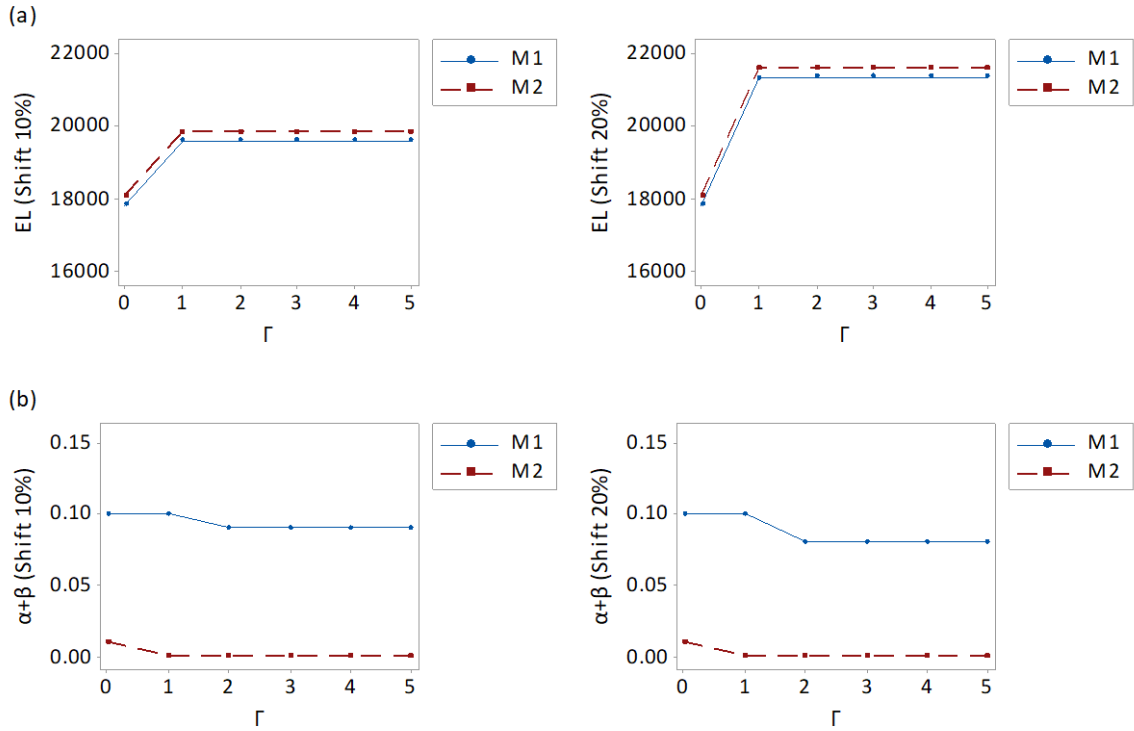 (a)
EL (Shift 10%)
22000
20000
18000
16000
0 1 2 3 4 5
Γ
M1
M2
EL (Shift 20%)
22000
20000
18000
16000
0 1 2 3 4 5
Γ
M1
M2
(b)
α+β (Shift 10%)
0.15
0.10
0.05
0.00
0 1 2 3 4 5
Γ
M1
M2
α+β (Shift 20%)
0.15
0.10
0.05
0.00
0 1 2 3 4 5
Γ
M1
M2